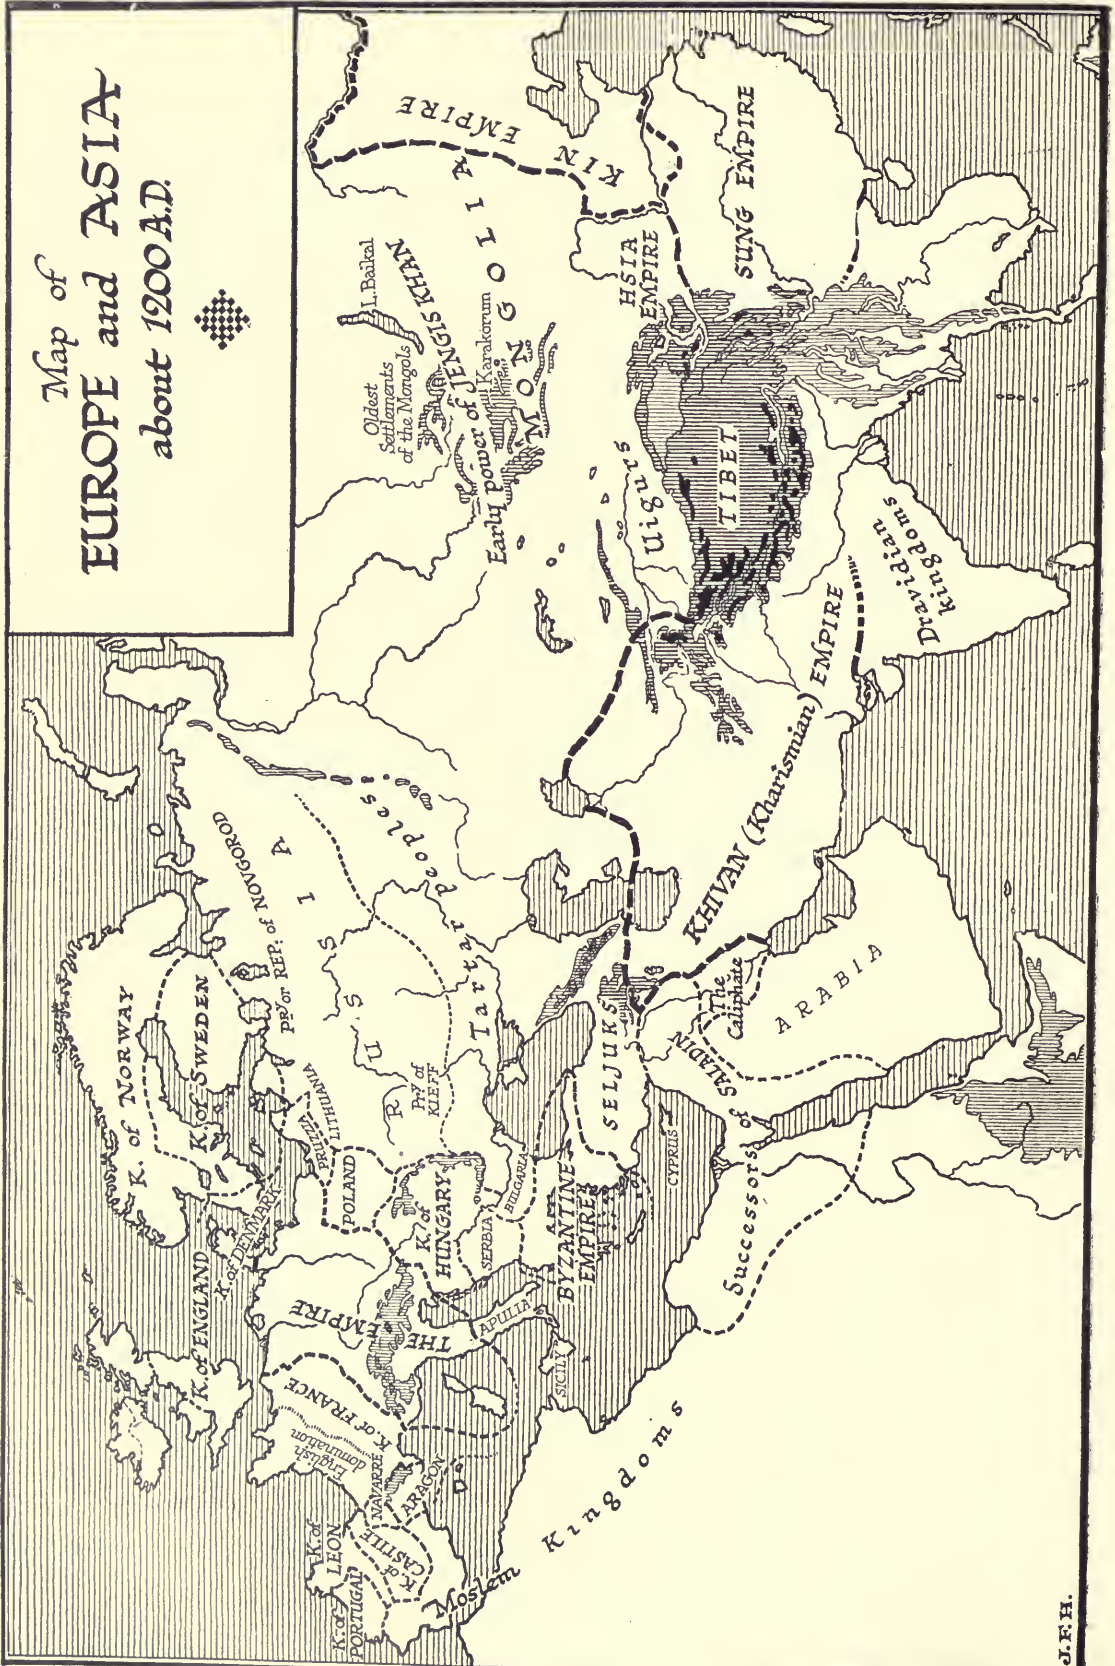 Map of
EUROPE and ASIA
about 1200 A.D.
K. of NORWAY
K. of SWEDEN
K. of DENMARK
K. of ENGLAND
PRY or REP: of NOVGOROD
R U S S I A
Pry of
KIEFF
Tartar peoples
LITHUANIA
PRUZZIA
POLAND
K. of
HUNGARY
SERBIA
BULGARIA
BYZANTINE
EMPIRE
THE EMPIRE
APULIA
SICILY
K. of FRANCE
English
domination
NAVARRE
ARAGON
K. of
CASTILE
K. of
LEON
K. of
PORTUGAL
Moslem Kingdoms
CYPRUS
SELJUKS
Successors of SALADIN
The
Caliphate
ARABIA
KHIVAN (Kharismian) EMPIRE
Dravidian
kingdoms
TIBET
Uigurs
Oldest
Settlements
of the Mongols
L. Baikal
Early power of JENGIS KHAN
Karakorum
MONGOLIA
KIN EMPIRE
HSIA
EMPIRE
SUNG EMPIRE
J.F.H.